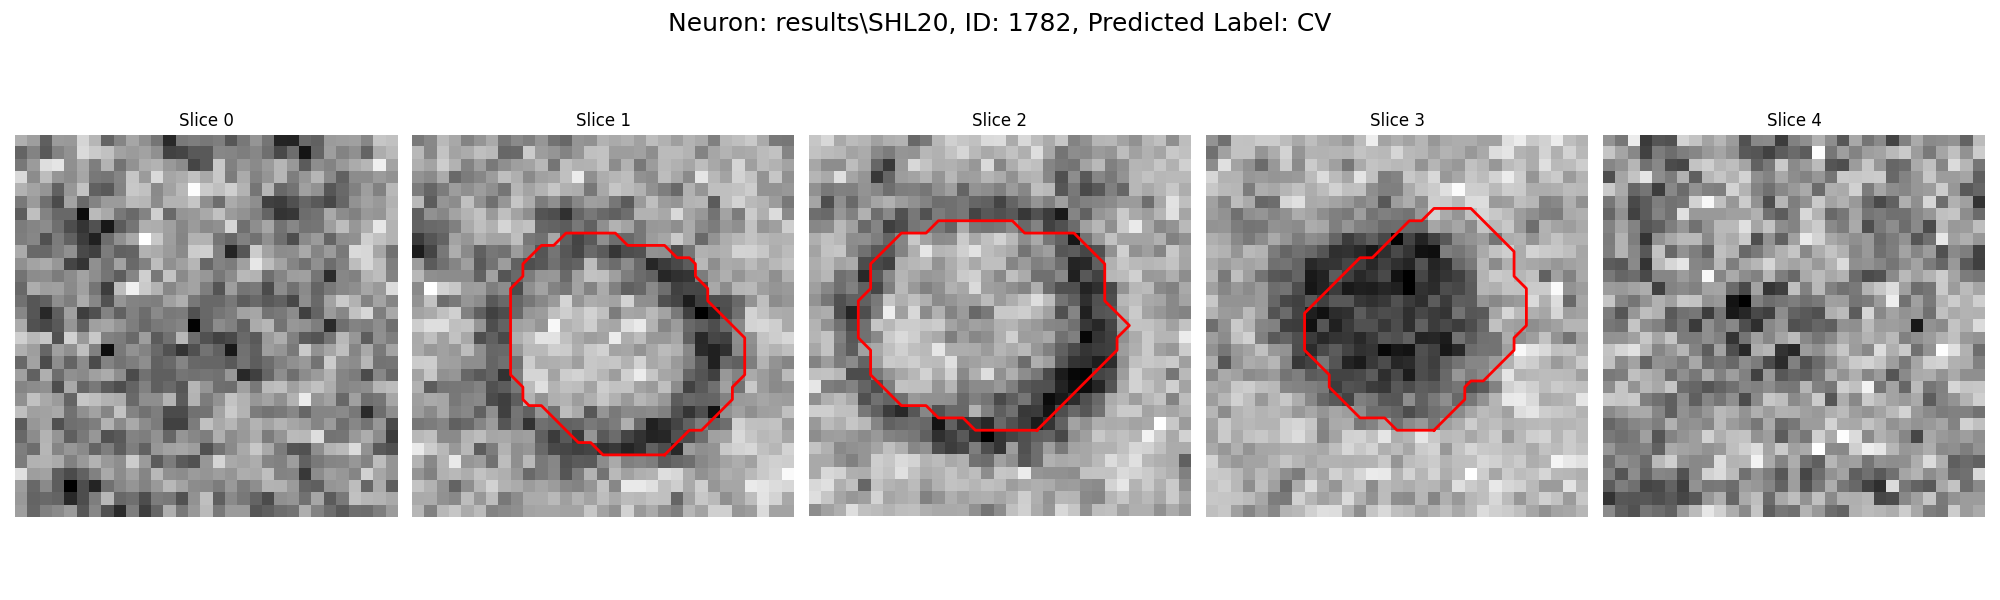 Neuron: results\SHL20, ID: 1782, Predicted Label: CV
Slice 0
Slice 1
Slice 2
Slice 3
Slice 4